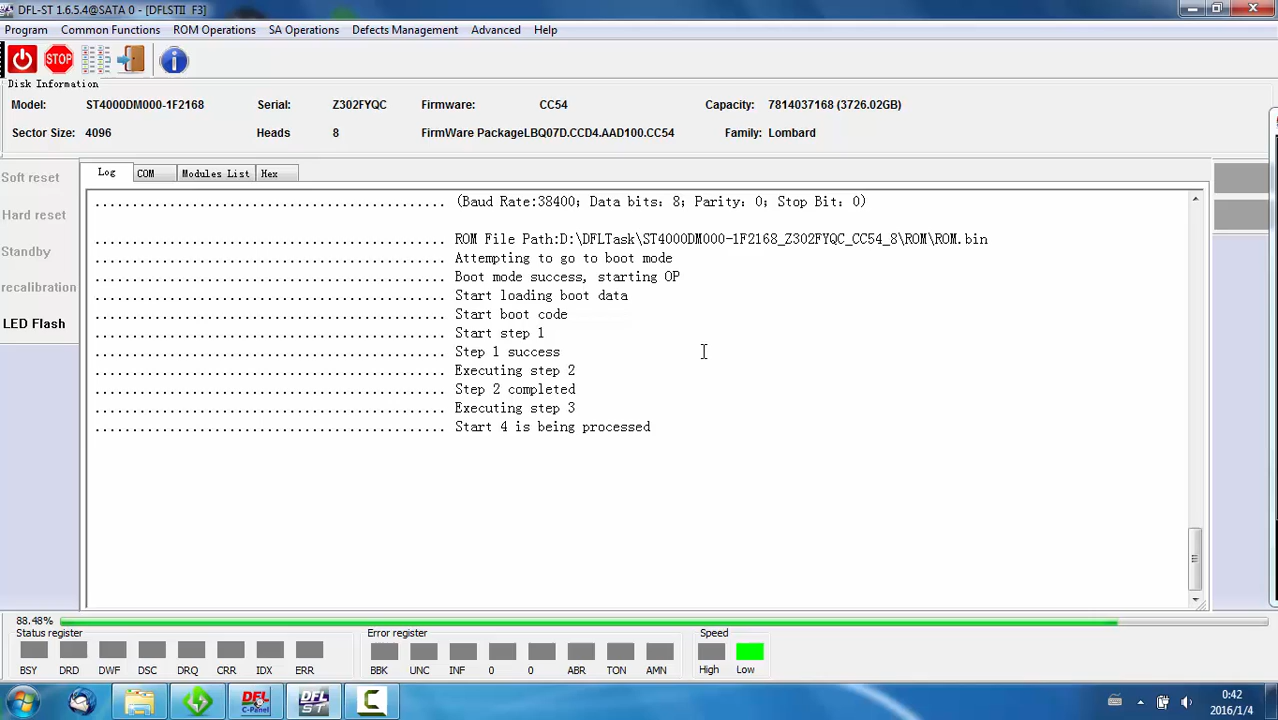 DFL-ST 1.6.5.4@SATA 0 - [DFLSTⅡ F3]
Program Common Functions ROM Operations SA Operations Defects Management Advanced Help
STOP
Disk Information
Model: ST4000DM000-1F2168 Serial: Z302FYQC Firmware: CC54 Capacity: 7814037168 (3726.02GB)
Sector Size: 4096 Heads 8 FirmWare PackageLBQ07D.CCD4.AAD100.CC54 Family: Lombard
Log COM Modules List Hex
Soft reset
Hard reset
Standby
recalibration
LED Flash
............................................... (Baud Rate:38400; Data bits: 8; Parity: 0; Stop Bit: 0)
............................................... ROM File Path:D:\DFLTask\ST4000DM000-1F2168_Z302FYQC_CC54_8\ROM\ROM.bin
............................................... Attempting to go to boot mode
............................................... Boot mode success, starting OP
............................................... Start loading boot data
............................................... Start boot code
............................................... Start step 1
............................................... Step 1 success
............................................... Executing step 2
............................................... Step 2 completed
............................................... Executing step 3
............................................... Start 4 is being processed
88.48%
Status register Error register Speed
BSY DRD DWF DSC DRQ CRR IDX ERR BBK UNC INF 0 0 ABR TON AMN High Low
DFL C-Panel DFL ST
0:42
2016/1/4